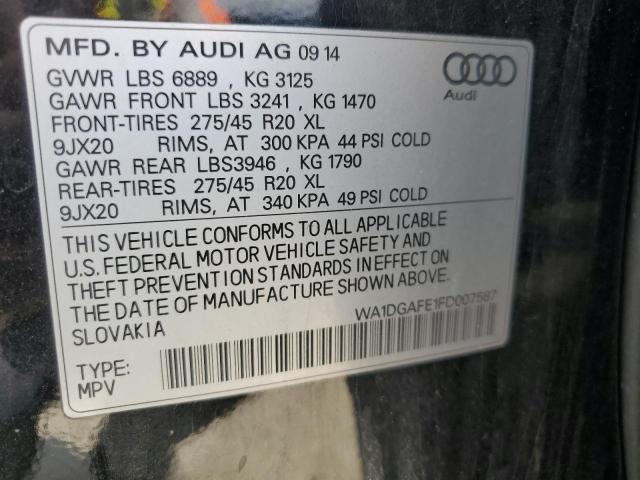 MFD. BY AUDI AG 09 14
GVWR LBS 6889 , KG 3125
GAWR FRONT LBS 3241 , KG 1470
FRONT-TIRES 275/45 R20 XL
9JX20 RIMS, AT 300 KPA 44 PSI COLD
GAWR REAR LBS3946 , KG 1790
REAR-TIRES 275/45 R20 XL
9JX20 RIMS, AT 340 KPA 49 PSI COLD
THIS VEHICLE CONFORMS TO ALL APPLICABLE
U.S. FEDERAL MOTOR VEHICLE SAFETY AND
THEFT PREVENTION STANDARDS IN EFFECT ON
THE DATE OF MANUFACTURE SHOWN ABOVE.
SLOVAKIA
TYPE:
MPV
Audi
WA1DGAFE1FD007587